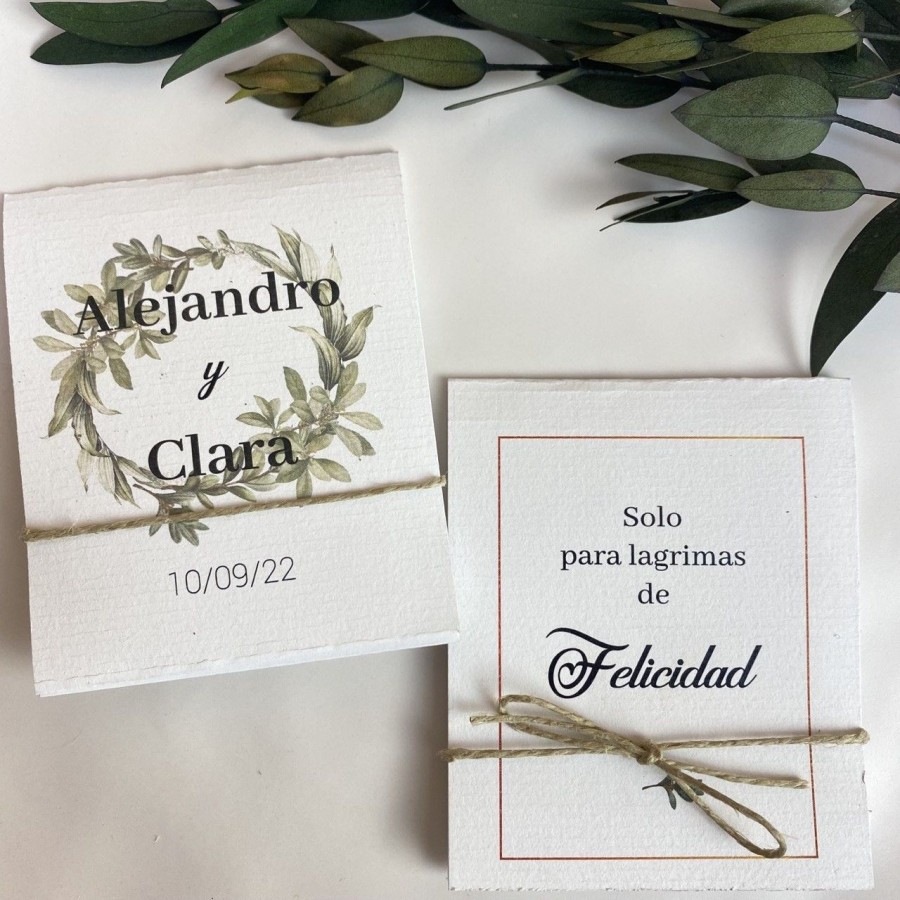 Alejandro
y
Clara
10/09/22
Solo
para lagrimas
de
Felicidad